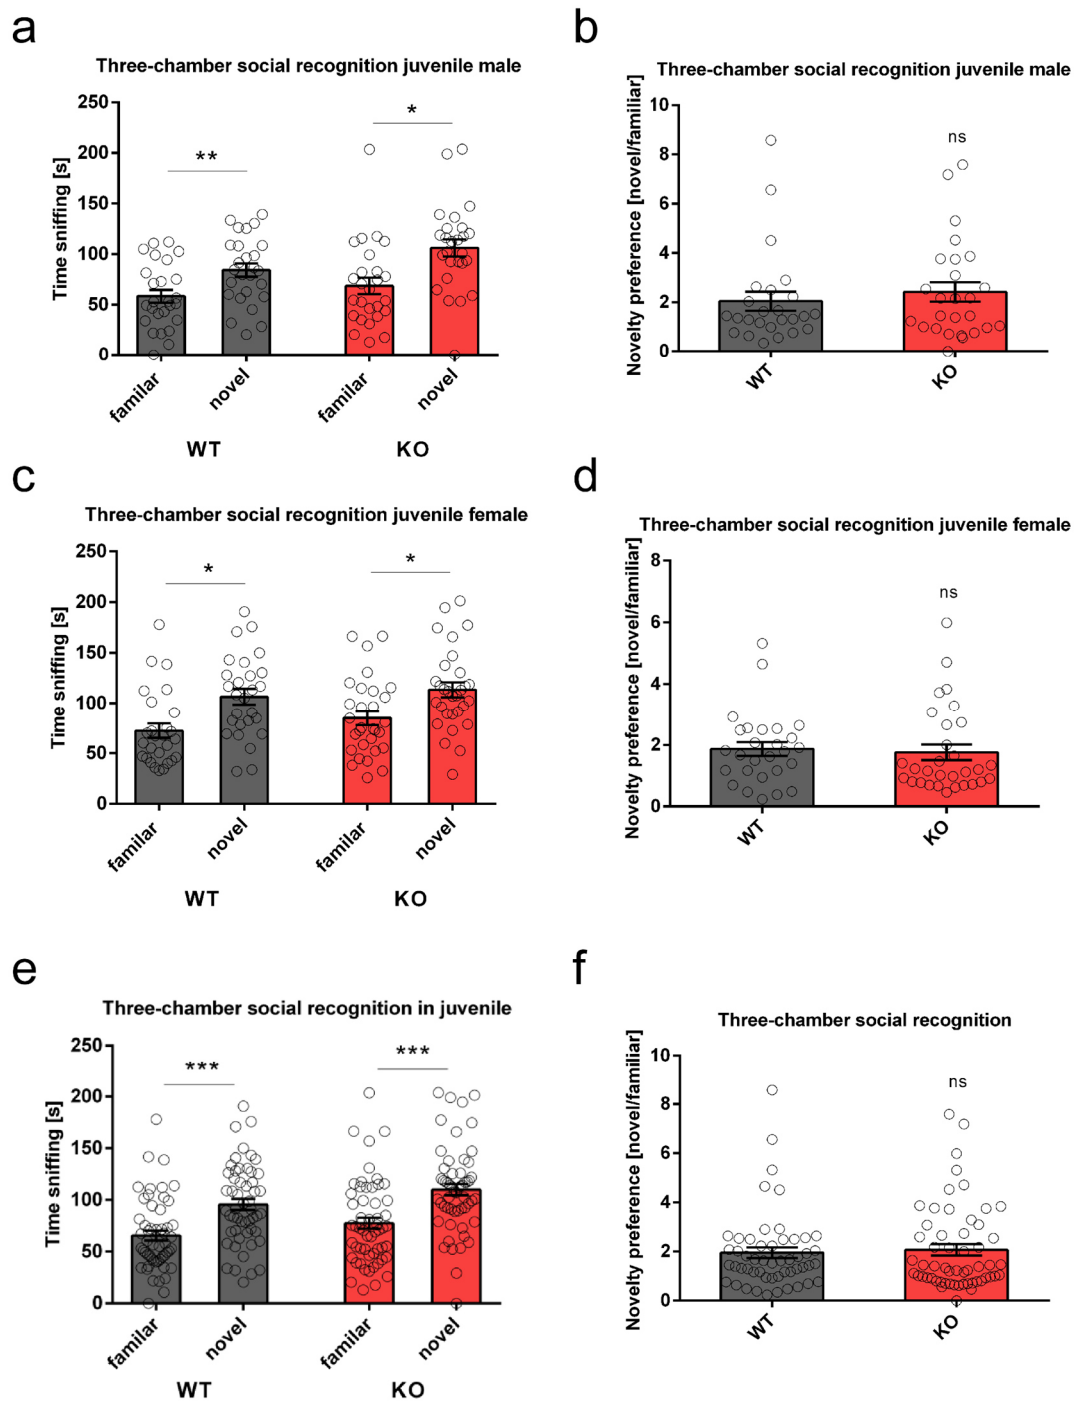 a
Three-chamber social recognition juvenile male
Time sniffing [s]
250
200
150
100
50
0
**
*
familar
novel
familar
novel
WT
KO
b
Three-chamber social recognition juvenile male
Novelty preference [novel/familiar]
10
8
6
4
2
0
ns
WT
KO
c
Three-chamber social recognition juvenile female
Time sniffing [s]
250
200
150
100
50
0
*
*
familar
novel
familar
novel
WT
KO
d
Three-chamber social recognition juvenile female
Novelty preference [novel/familiar]
8
6
4
2
0
ns
WT
KO
e
Three-chamber social recognition in juvenile
Time sniffing [s]
250
200
150
100
50
0
***
***
familar
novel
familar
novel
WT
KO
f
Three-chamber social recognition
Novelty preference [novel/familiar]
10
8
6
4
2
0
ns
WT
KO